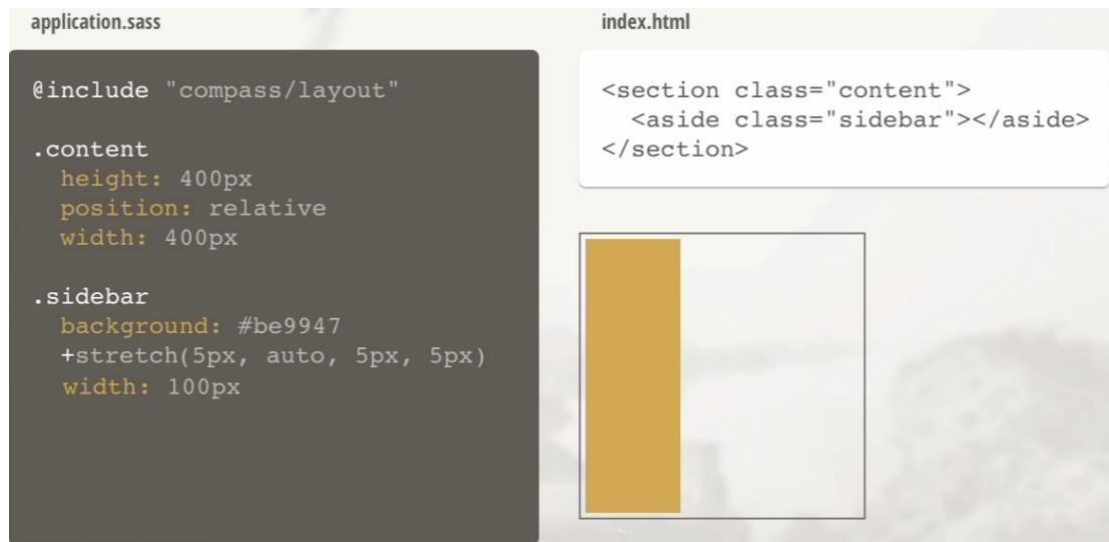 application.sass
@include "compass/layout"
.content
height: 400px
position: relative
width: 400px
.sidebar
background: #be9947
+stretch(5px, auto, 5px, 5px)
width: 100px
index.html
<section class="content">
<aside class="sidebar"></aside>
</section>